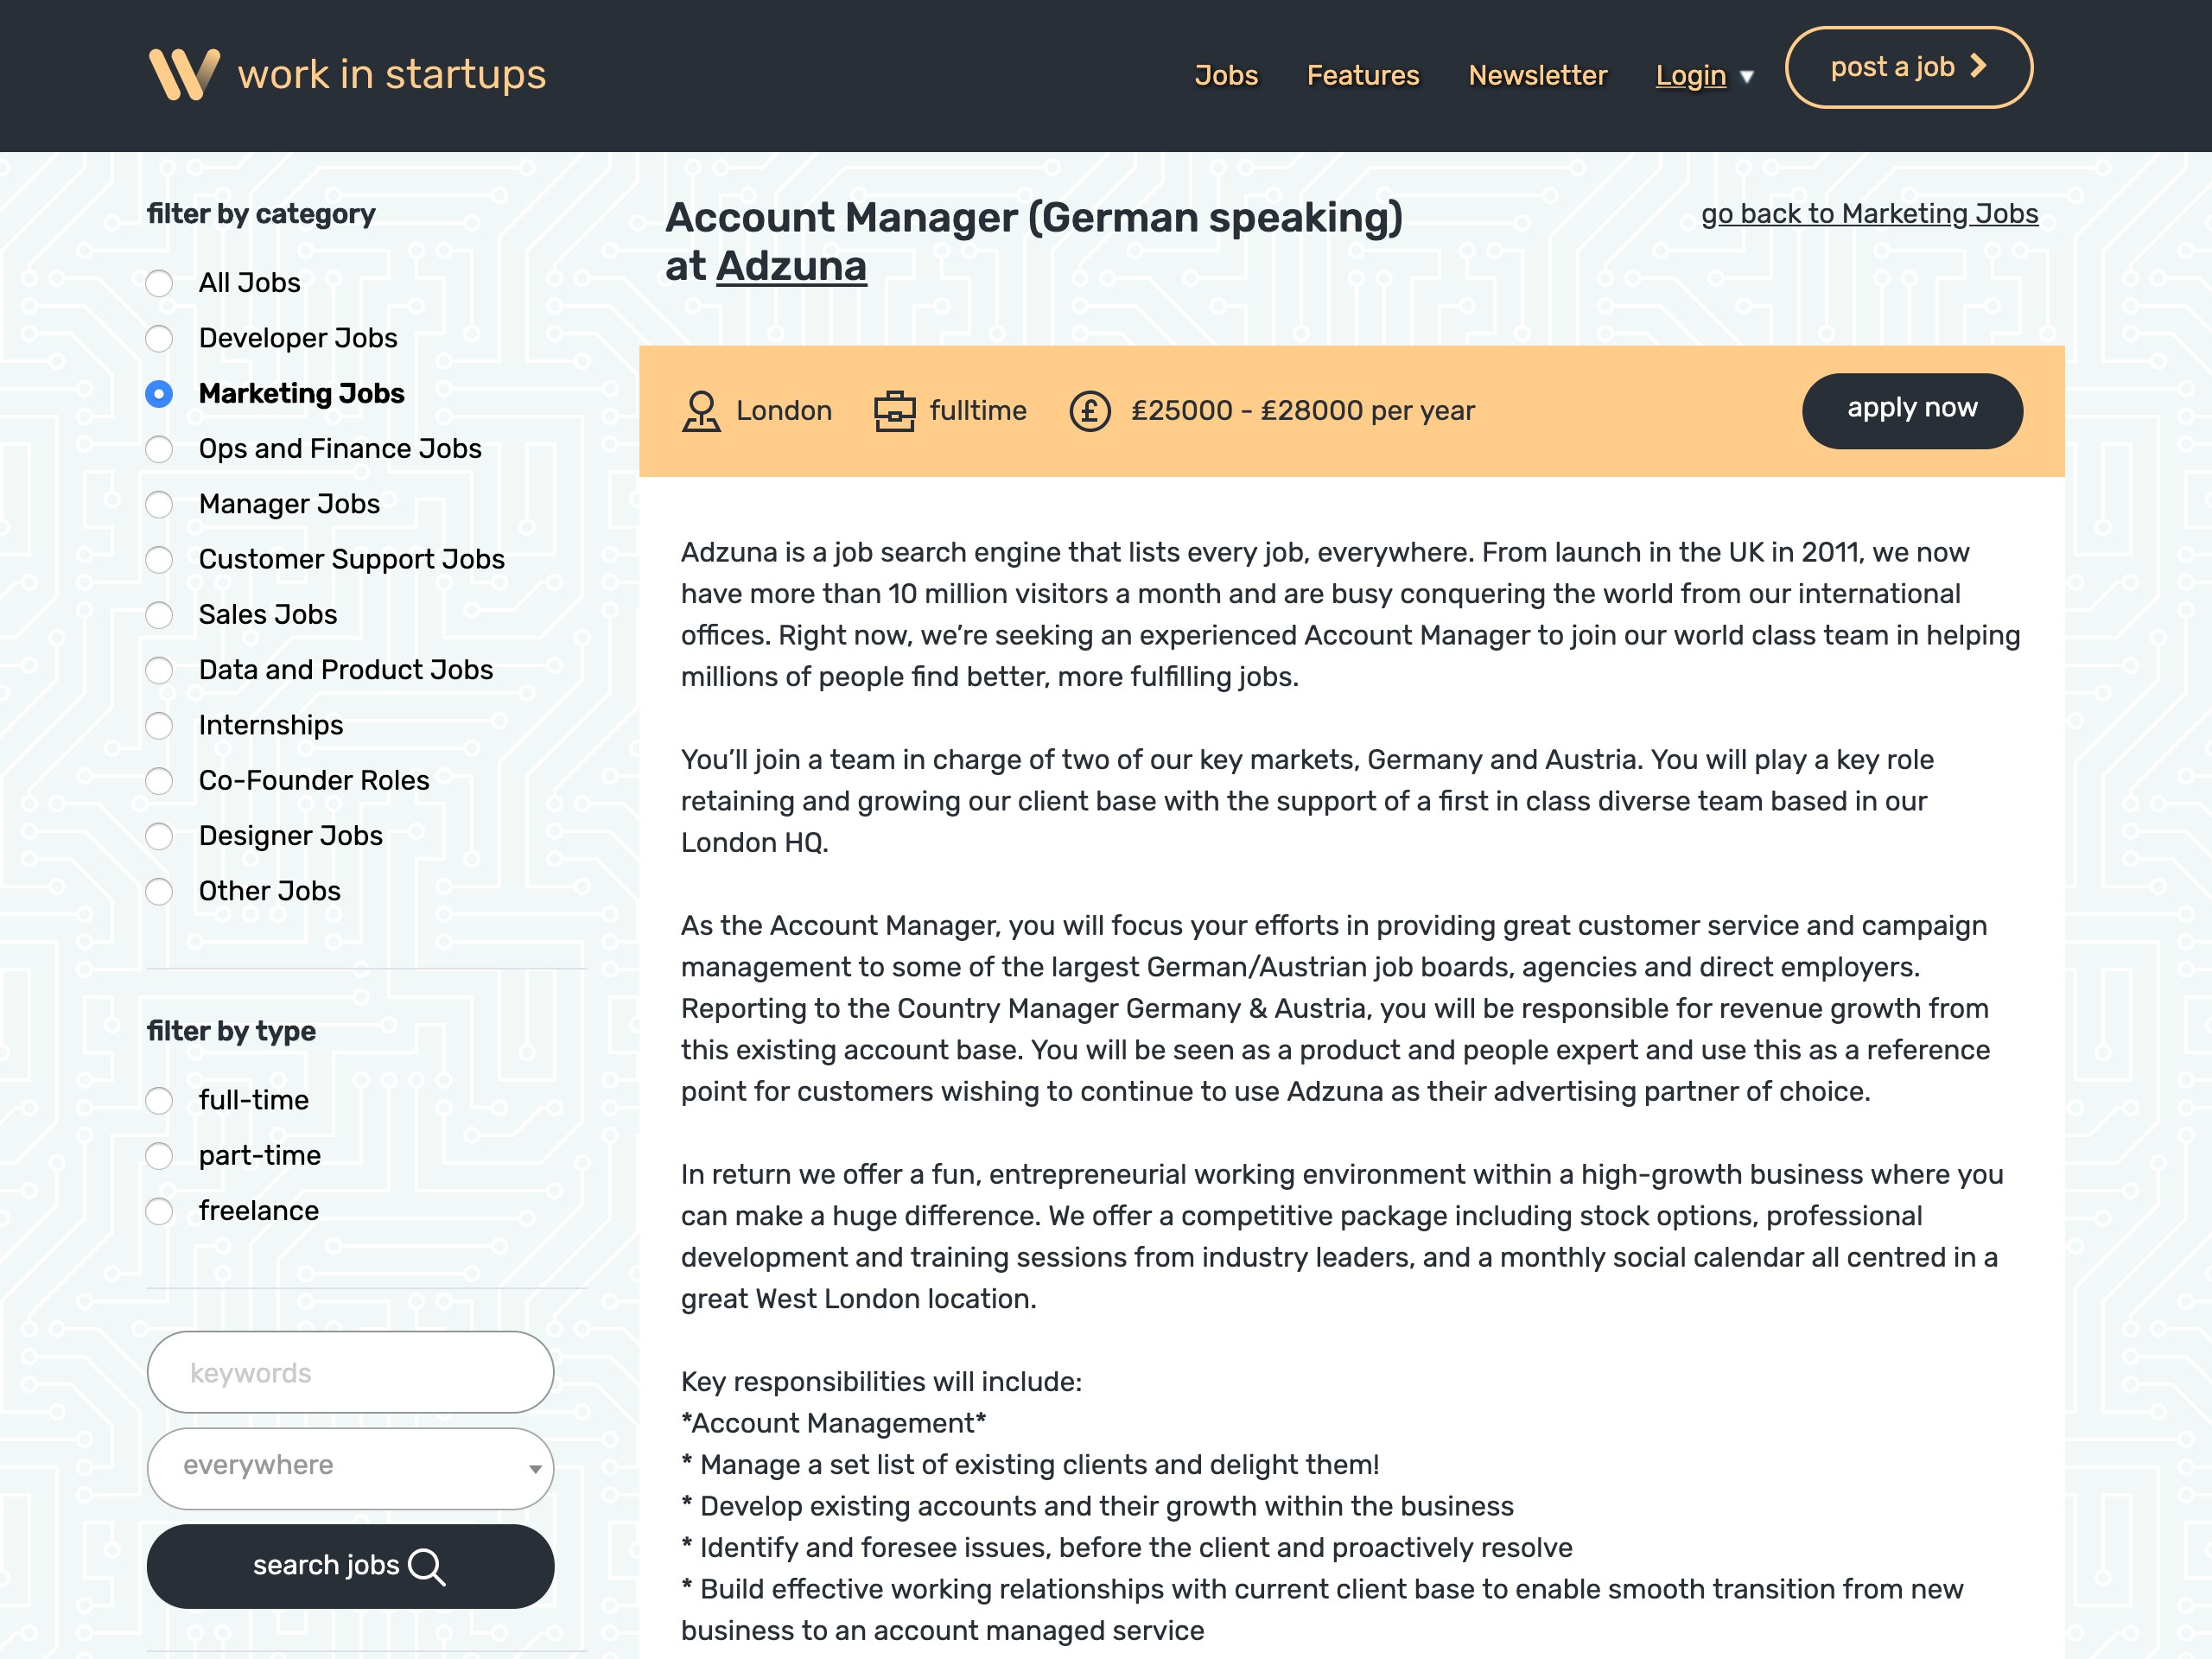 work in startups
Jobs
Features
Newsletter
Login ▼
post a job
filter by category
All Jobs
Developer Jobs
Marketing Jobs
Ops and Finance Jobs
Manager Jobs
Customer Support Jobs
Sales Jobs
Data and Product Jobs
Internships
Co-Founder Roles
Designer Jobs
Other Jobs
filter by type
full-time
part-time
freelance
keywords
everywhere
search jobs
Account Manager (German speaking)
at Adzuna
go back to Marketing Jobs
London
fulltime
£25000 - £28000 per year
apply now
Adzuna is a job search engine that lists every job, everywhere. From launch in the UK in 2011, we now
have more than 10 million visitors a month and are busy conquering the world from our international
offices. Right now, we’re seeking an experienced Account Manager to join our world class team in helping
millions of people find better, more fulfilling jobs.
You’ll join a team in charge of two of our key markets, Germany and Austria. You will play a key role
retaining and growing our client base with the support of a first in class diverse team based in our
London HQ.
As the Account Manager, you will focus your efforts in providing great customer service and campaign
management to some of the largest German/Austrian job boards, agencies and direct employers.
Reporting to the Country Manager Germany & Austria, you will be responsible for revenue growth from
this existing account base. You will be seen as a product and people expert and use this as a reference
point for customers wishing to continue to use Adzuna as their advertising partner of choice.
In return we offer a fun, entrepreneurial working environment within a high-growth business where you
can make a huge difference. We offer a competitive package including stock options, professional
development and training sessions from industry leaders, and a monthly social calendar all centred in a
great West London location.
Key responsibilities will include:
*Account Management*
* Manage a set list of existing clients and delight them!
* Develop existing accounts and their growth within the business
* Identify and foresee issues, before the client and proactively resolve
* Build effective working relationships with current client base to enable smooth transition from new
business to an account managed service